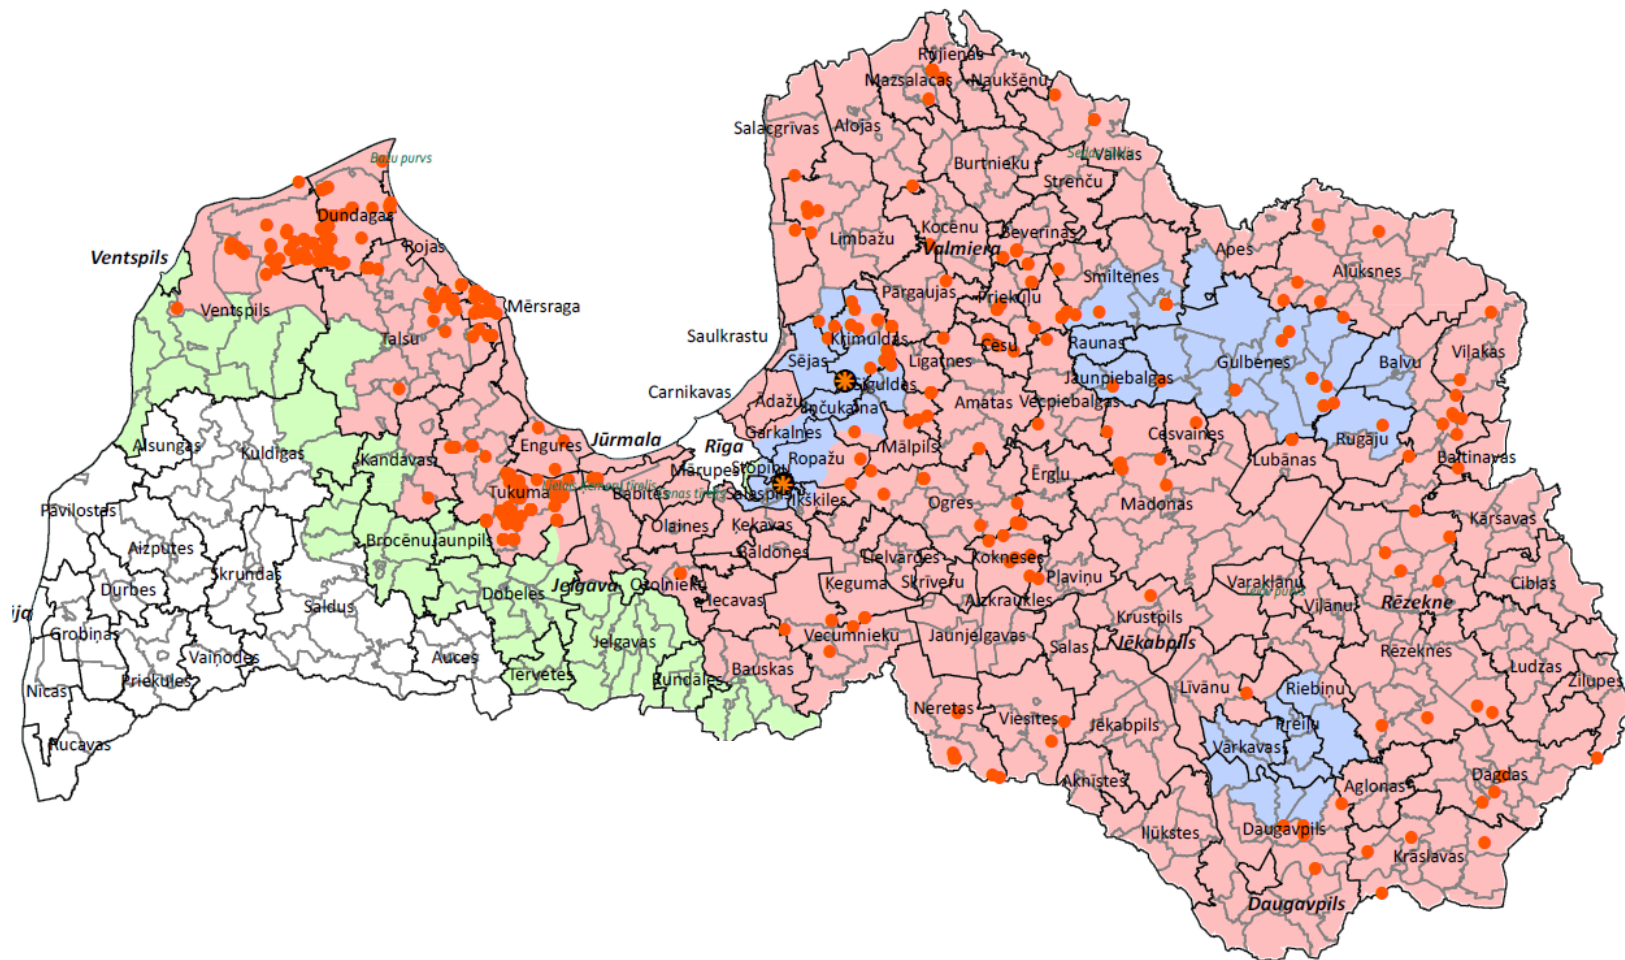 Rūjienas
Mazsalacas
Naukšēnu
Salacgrīvas
Alojas
Valkas
Burtnieku
Strenču
Bažu purvs
Dundagas
Rojas
Ventspils
Kocēnu
Beverīnas
Valmiera
Limbažu
Apes
Alūksnes
Smiltenes
Pārgaujas
Priekuļu
Ventspils
Mērsraga
Talsu
Saulkrastu
Krimuldas
Sējas
Līgatnes
Cēsu
Raunas
Gulbenes
Balvu
Viļakas
Siguldas
Jaunpiebalgas
Carnikavas
Ādažu
Inčukalna
Amatas
Vecpiebalgas
Garkalnes
Cesvaines
Rugāju
Alsungas
Kuldīgas
Engures
Jūrmala
Rīga
Mālpils
Ropažu
Stopiņu
Mārupes
Kandavas
Ērgļu
Lubānas
Baltinavas
Tukuma
Lielais Ķemeru tīrelis
Babītes
Cenas tīrelis
Salaspils
Ikšķiles
Ogres
Madonas
Pāvilostas
Olaines
Ķekavas
Kārsavas
Aizputes
Brocēnu
Jaunpils
Baldones
Lielvārdes
Kokneses
Skrundas
Jelgava
Ozolnieku
Ķeguma
Skrīveru
Pļaviņu
Varakļānu
Ciblas
Durbes
Dobeles
Iecavas
Aizkraukles
Viļānu
Rēzekne
Saldus
Krustpils
Grobiņas
Jelgavas
Vecumnieku
Jaunjelgavas
Salas
Jēkabpils
Rēzeknes
Vaiņodes
Auces
Bauskas
Ludzas
Zilupes
Priekules
Tērvetes
Rundāles
Nīcas
Līvānu
Riebiņu
Neretas
Viesītes
Jēkabpils
Preiļu
Vārkavas
Rucavas
Aknīstes
Aglonas
Dagdas
Ilūkstes
Daugavpils
Krāslavas
Daugavpils